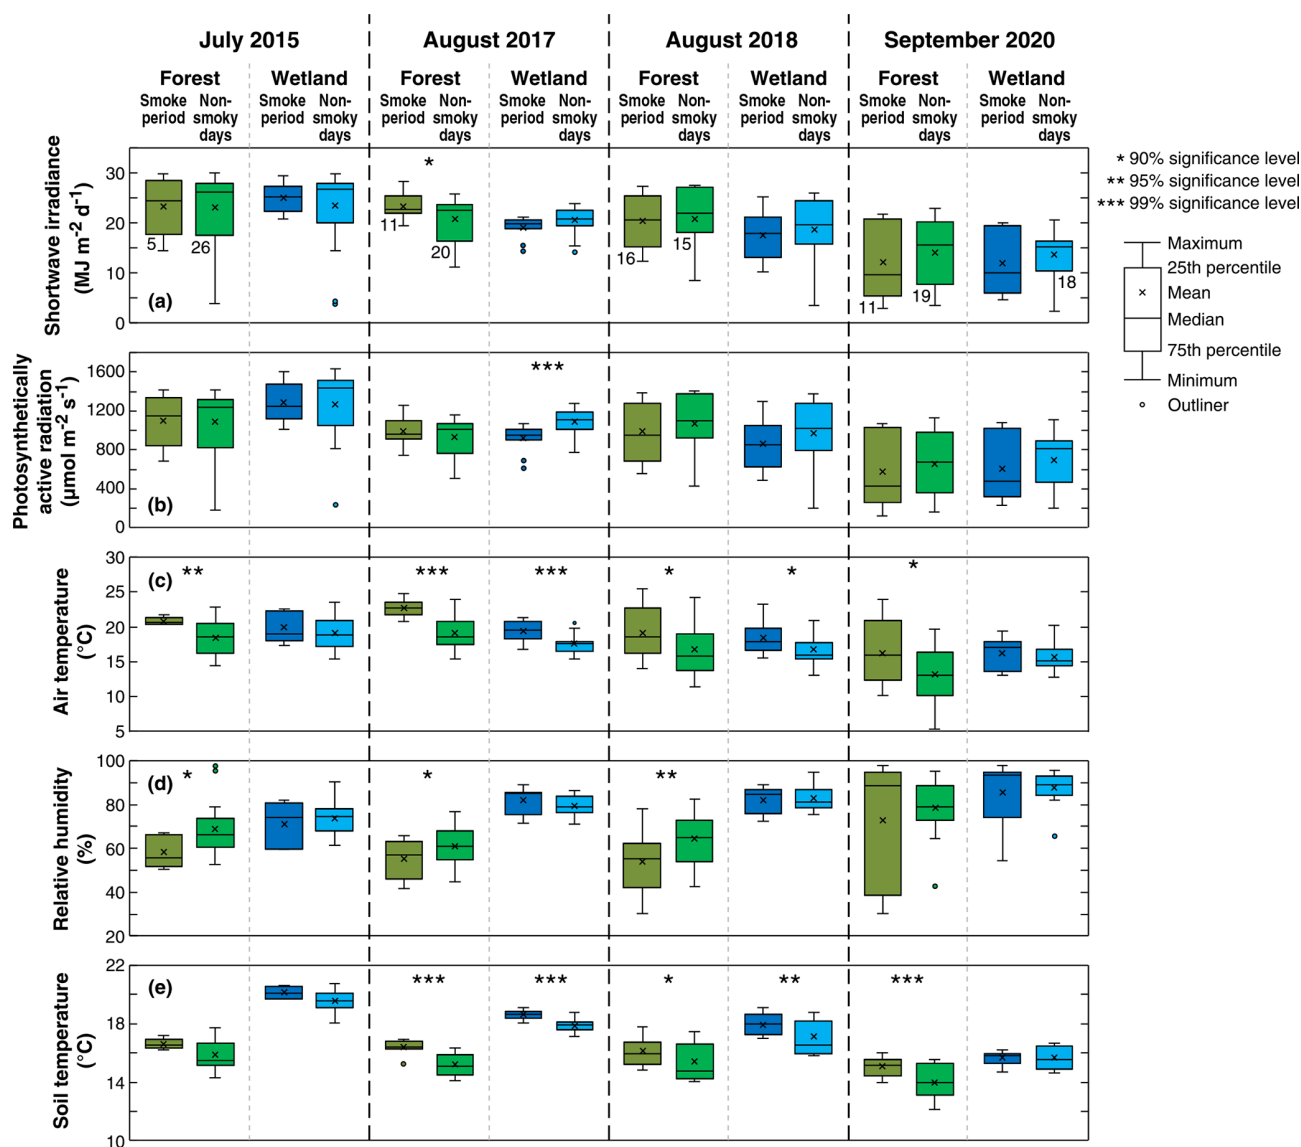 July 2015 August 2017 August 2018 September 2020
Forest Wetland Forest Wetland Forest Wetland Forest Wetland
Smoke period Non-smoky days Smoke period Non-smoky days Smoke period Non-smoky days Smoke period Non-smoky days Smoke period Non-smoky days Smoke period Non-smoky days Smoke period Non-smoky days Smoke period Non-smoky days
* 90% significance level
** 95% significance level
*** 99% significance level
Maximum
25th percentile
Mean
Median
75th percentile
Minimum
Outliner
Shortwave irradiance
(MJ m-2 d-1)
30
20
10
0
(a)
*
5 26 11 20 16 15 11 19 18
Photosynthetically
active radiation
(µmol m-2 s-1)
1600
1200
800
400
0
(b)
***
Air temperature
(°C)
30
25
20
15
10
5
(c)
** *** *** * * *
Relative humidity
(%)
100
80
60
40
20
(d)
* * **
Soil temperature
(°C)
22
18
14
10
(e)
*** *** * ** ***